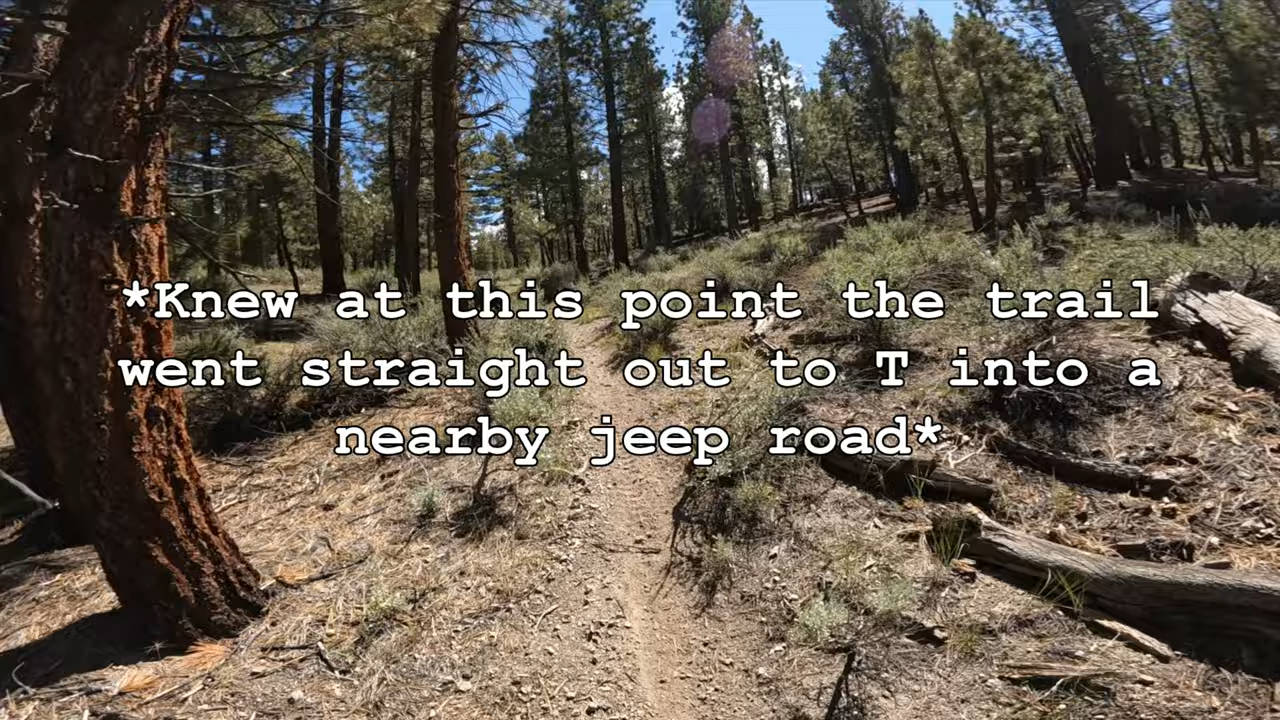 *Knew at this point the trail
went straight out to T into a
nearby jeep road*